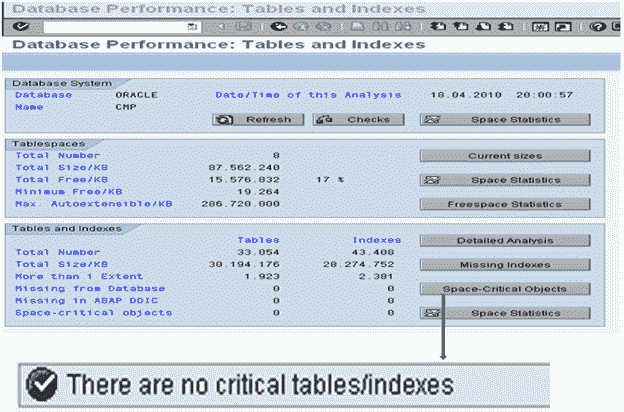 Database Performance: Tables and Indexes
Database Performance: Tables and Indexes
Database System
Database ORACLE Date/Time of this Analysis 18.04.2010 20:00:57
Name CMP Refresh Checks Space Statistics
Tablespaces
Total Number 8 Current sizes
Total Size/KB 87.562.240
Total Free/KB 15.576.832 17 % Space Statistics
Minimum Free/KB 19.264
Max. Autoextensible/KB 286.720.000 Freespace Statistics
Tables and Indexes
Tables Indexes Detailed Analysis
Total Number 33.054 43.408
Total Size/KB 30.194.176 28.274.752 Missing Indexes
More than 1 Extent 1.923 2.381
Missing from Database 0 0 Space-Critical Objects
Missing in ABAP DDIC 0 0
Space-critical objects 0 0 Space Statistics
There are no critical tables/indexes